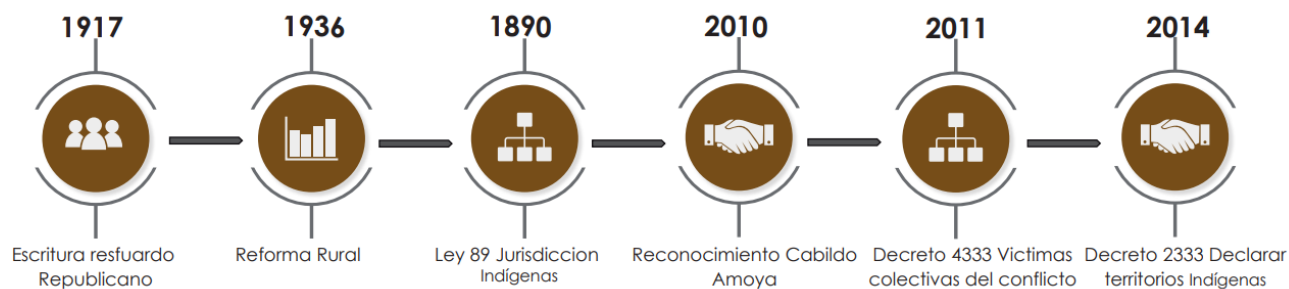 1917
Escritura resfuardo
Republicano
1936
Reforma Rural
1890
Ley 89 Jurisdiccion
Indígenas
2010
Reconocimiento Cabildo
Amoya
2011
Decreto 4333 Victimas
colectivas del conflicto
2014
Decreto 2333 Declarar
territorios Indígenas